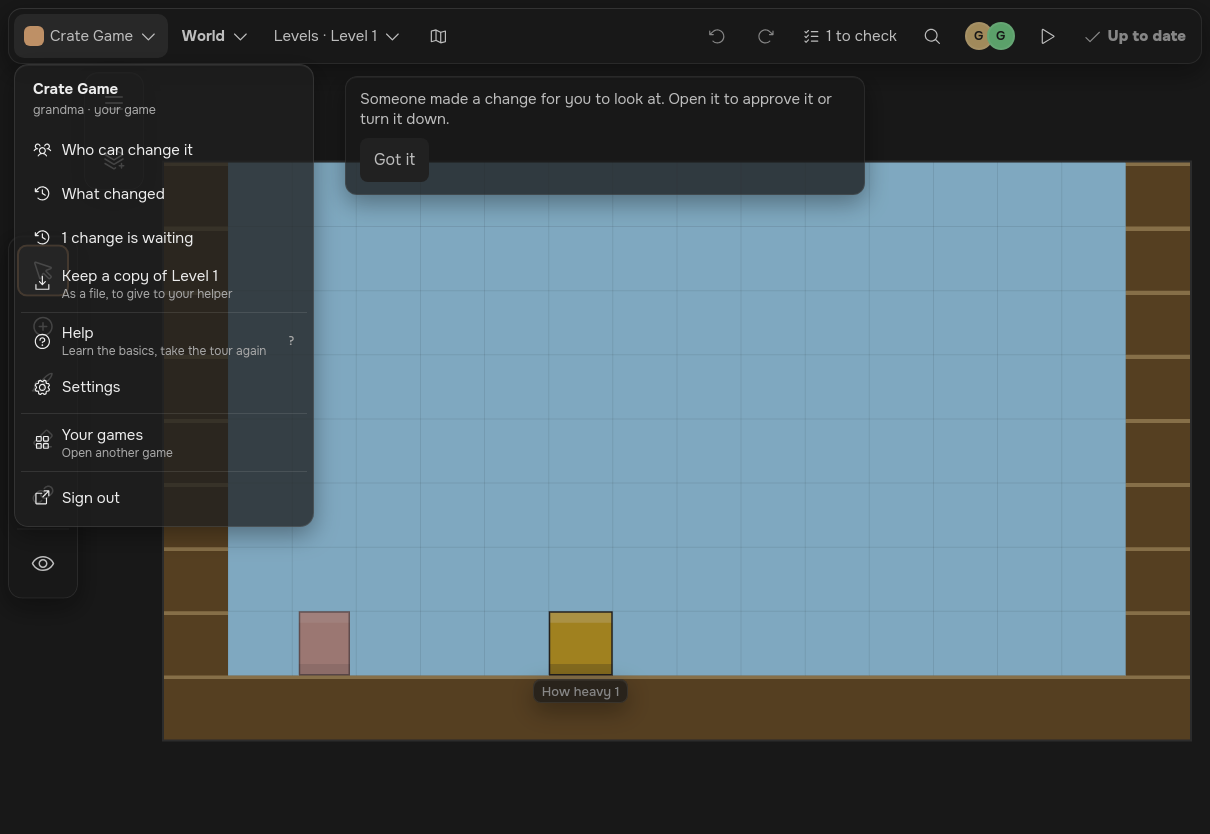 Crate Game
World
Levels · Level 1
1 to check
G
G
Up to date
Crate Game
grandma · your game
Who can change it
What changed
1 change is waiting
Keep a copy of Level 1
As a file, to give to your helper
Help
Learn the basics, take the tour again
?
Settings
Your games
Open another game
Sign out
Someone made a change for you to look at. Open it to approve it or
turn it down.
Got it
How heavy 1